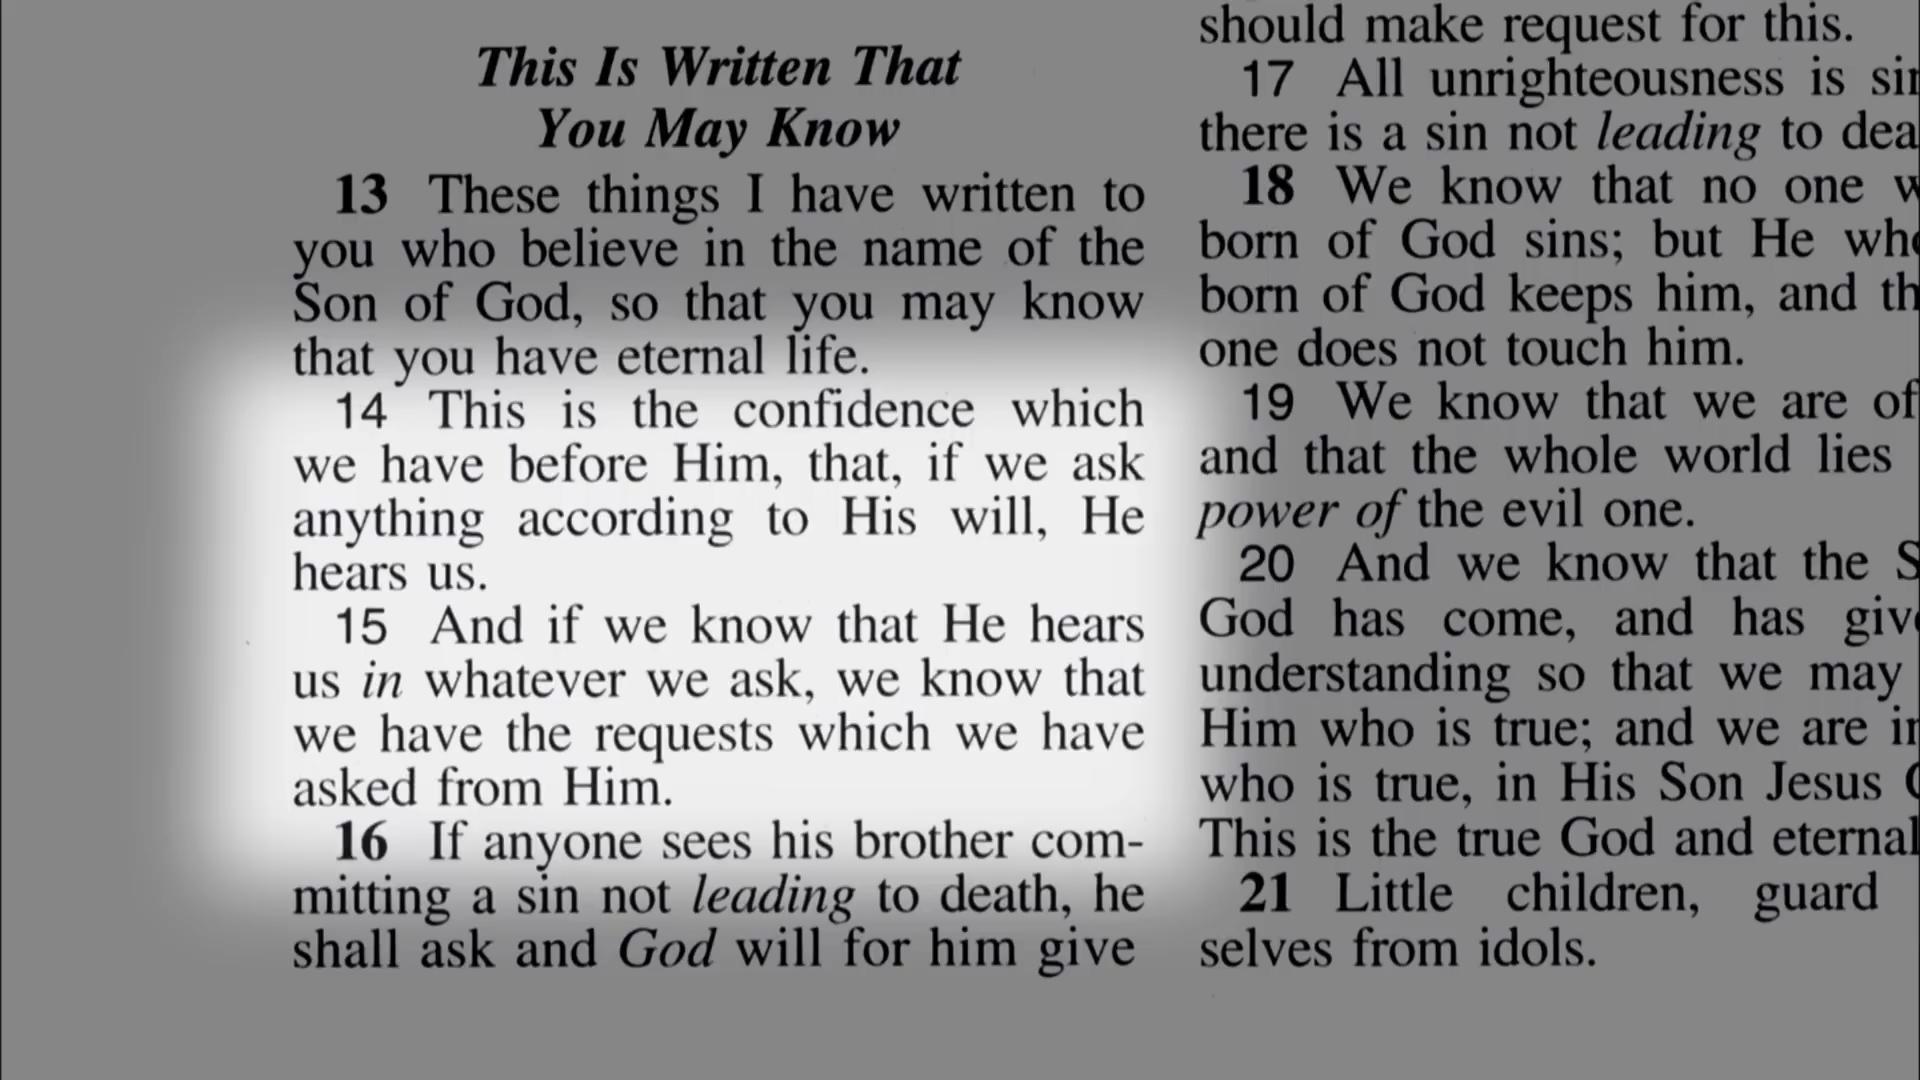 This Is Written That
You May Know
13 These things I have written to
you who believe in the name of the
Son of God, so that you may know
that you have eternal life.
14 This is the confidence which
we have before Him, that, if we ask
anything according to His will, He
hears us.
15 And if we know that He hears
us in whatever we ask, we know that
we have the requests which we have
asked from Him.
16 If anyone sees his brother com-
mitting a sin not leading to death, he
shall ask and God will for him give
should make request for this.
17 All unrighteousness is
there is a sin not leading to
18 We know that no one
born of God sins; but He
born of God keeps him, and
one does not touch him.
19 We know that we are of
and that the whole world lies
power of the evil one.
20 And we know that the
God has come, and has
understanding so that we may
Him who is true; and we are
who is true, in His Son Jesus
This is the true God and eternal
21 Little children, guard
selves from idols.